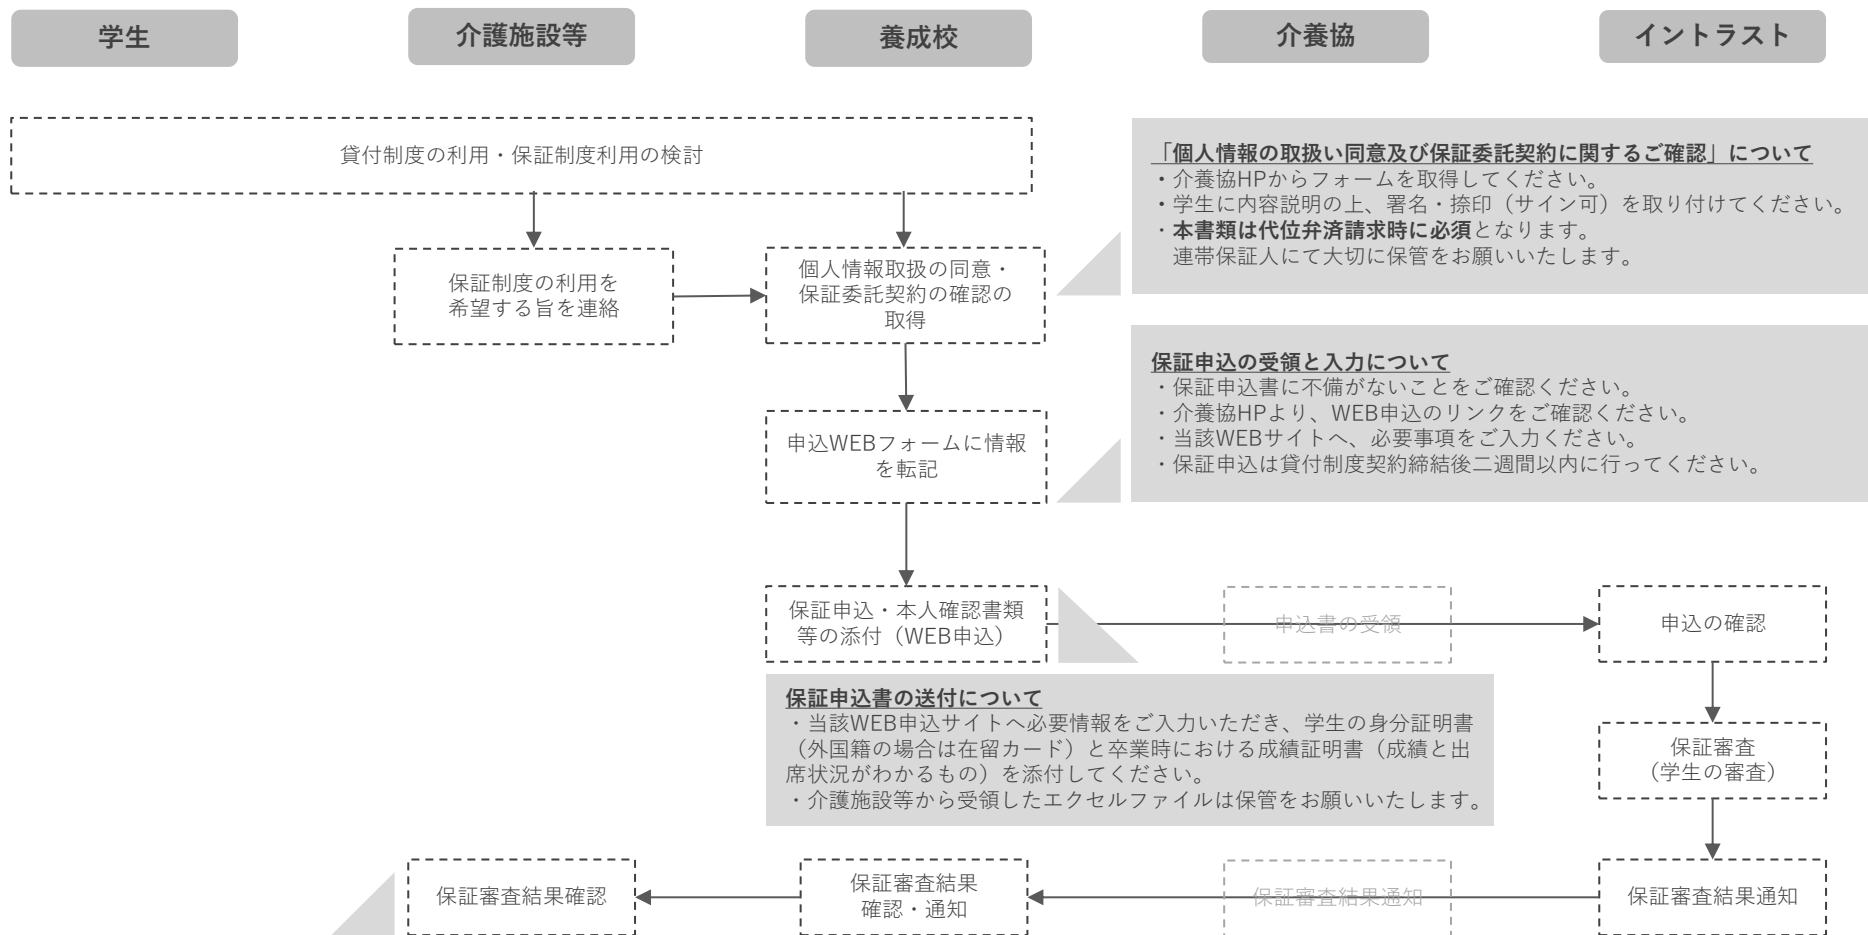 学生
介護施設等
養成校
介養協
イントラスト
貸付制度の利用・保証制度利用の検討
「個人情報の取扱い同意及び保証委託契約に関するご確認」について
・介養協HPからフォームを取得してください。
・学生に内容説明の上、署名・捺印（サイン可）を取り付けてください。
・本書類は代位弁済請求時に必須となります。
連帯保証人にて大切に保管をお願いいたします。
保証制度の利用を
希望する旨を連絡
個人情報取扱の同意・
保証委託契約の確認の
取得
保証申込の受領と入力について
・保証申込書に不備がないことをご確認ください。
・介養協HPより、WEB申込のリンクをご確認ください。
・当該WEBサイトへ、必要事項をご入力ください。
・保証申込は貸付制度契約締結後二週間以内に行ってください。
申込WEBフォームに情報
を転記
保証申込・本人確認書類
等の添付（WEB申込）
申込書の受領
申込の確認
保証申込書の送付について
・当該WEB申込サイトへ必要情報をご入力いただき、学生の身分証明書
（外国籍の場合は在留カード）と卒業時における成績証明書（成績と出
席状況がわかるもの）を添付してください。
・介護施設等から受領したエクセルファイルは保管をお願いいたします。
保証審査
（学生の審査）
保証審査結果確認
保証審査結果
確認・通知
保証審査結果通知
保証審査結果通知